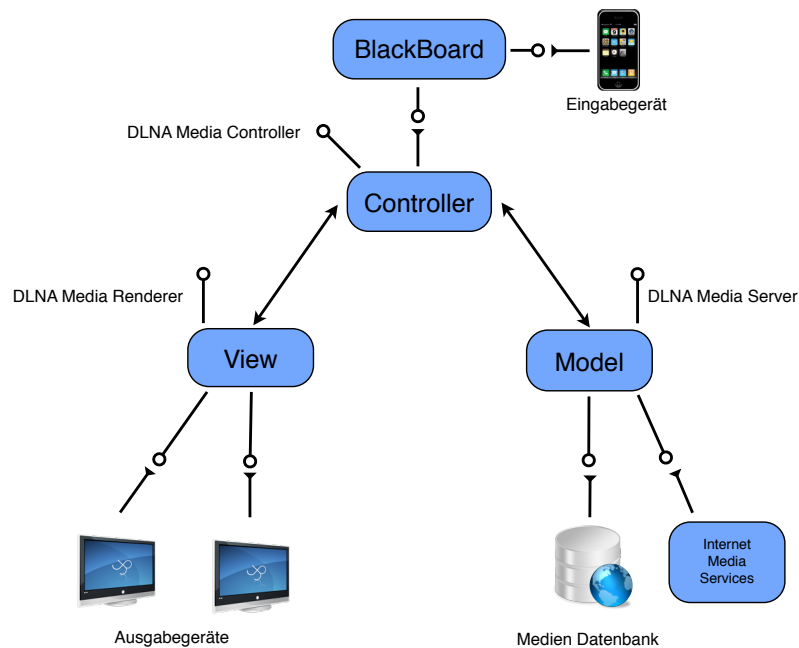 BlackBoard
Eingabegerät
DLNA Media Controller
Controller
DLNA Media Renderer
DLNA Media Server
View
Model
Internet
Media
Services
Ausgabegeräte
Medien Datenbank